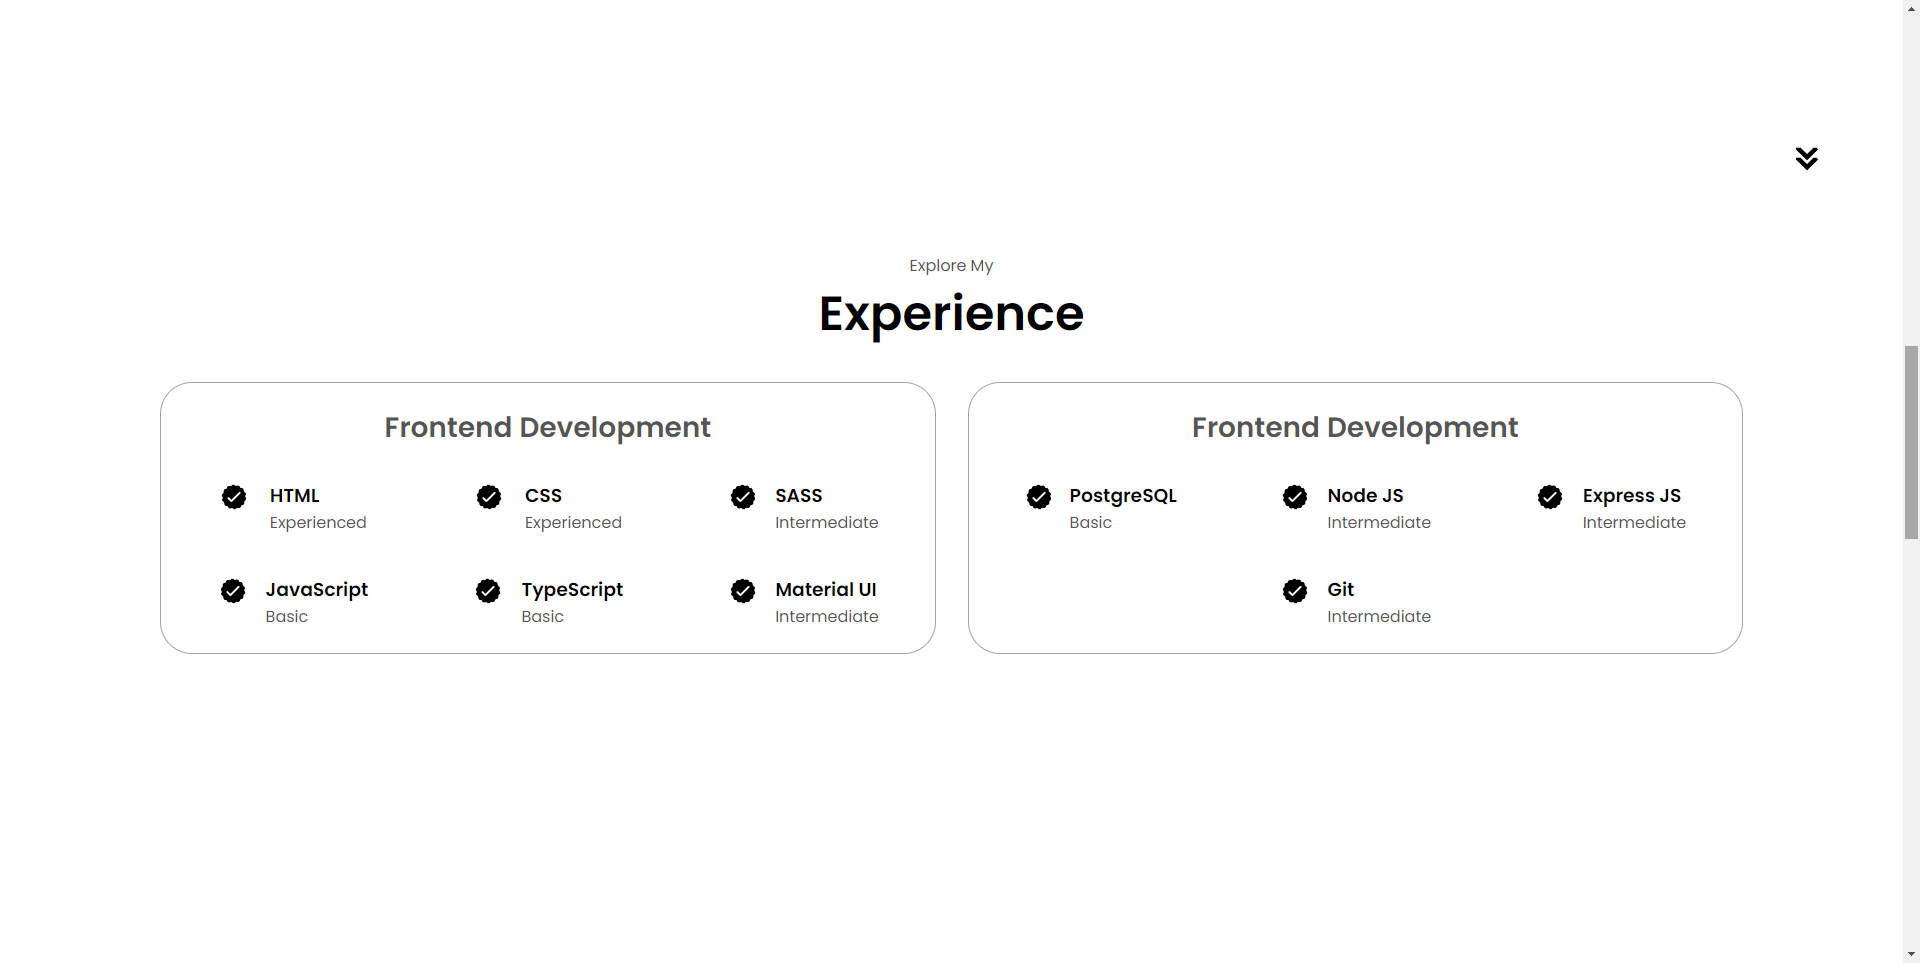 Explore My
Experience
Frontend Development
HTML
Experienced
CSS
Experienced
SASS
Intermediate
JavaScript
Basic
TypeScript
Basic
Material UI
Intermediate
Frontend Development
PostgreSQL
Basic
Node JS
Intermediate
Express JS
Intermediate
Git
Intermediate